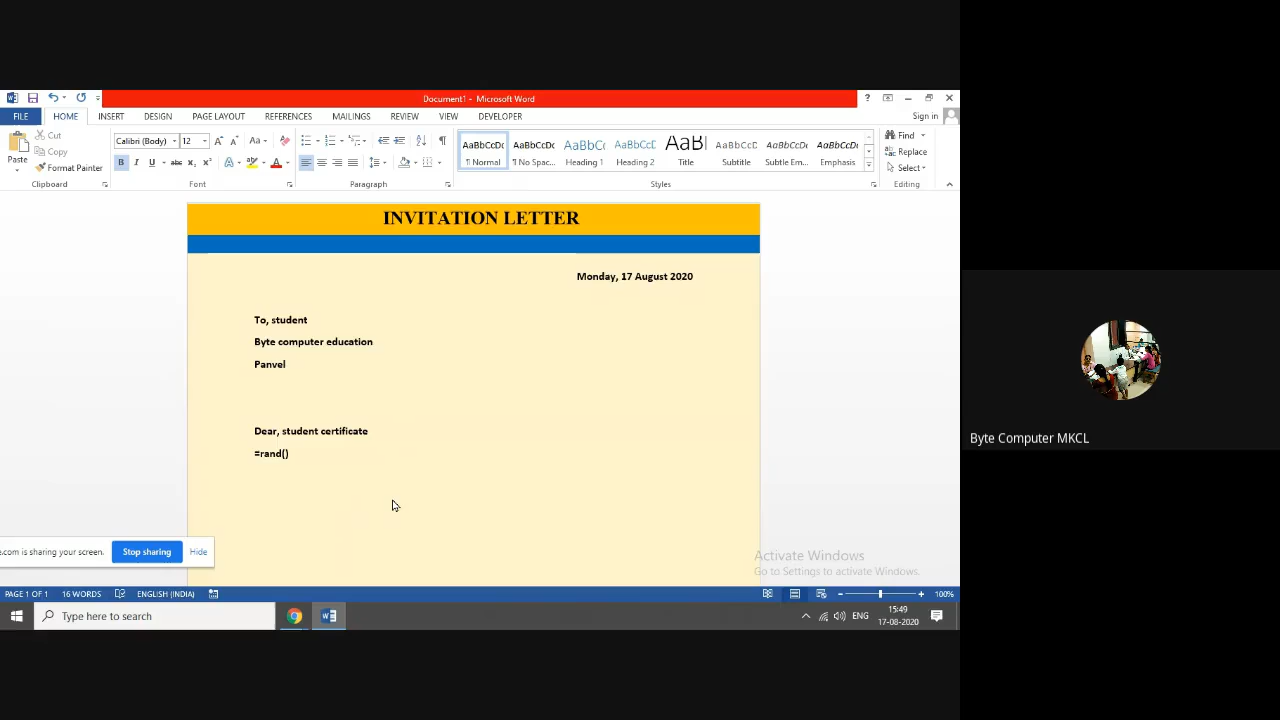 Document1 - Microsoft Word
?
Sign in
FILE HOME INSERT DESIGN PAGE LAYOUT REFERENCES MAILINGS REVIEW VIEW DEVELOPER
Paste
Cut
Copy
Format Painter
Clipboard
Calibri (Body) 12
Font
Paragraph
AaBbCcDc AaBbCcDc AaBbC AaBbCc AaBl AaBbCcD AaBbCcDc AaBbCcDc
¶ Normal ¶ No Spac... Heading 1 Heading 2 Title Subtitle Subtle Em... Emphasis
Styles
Find
Replace
Select
Editing
INVITATION LETTER
Monday, 17 August 2020
To, student
Byte computer education
Panvel
Dear, student certificate
=rand()
e.com is sharing your screen. Stop sharing Hide
Activate Windows
Go to Settings to activate Windows.
PAGE 1 OF 1 16 WORDS ENGLISH (INDIA) 100%
Type here to search
ENG
15:49
17-08-2020
Byte Computer MKCL